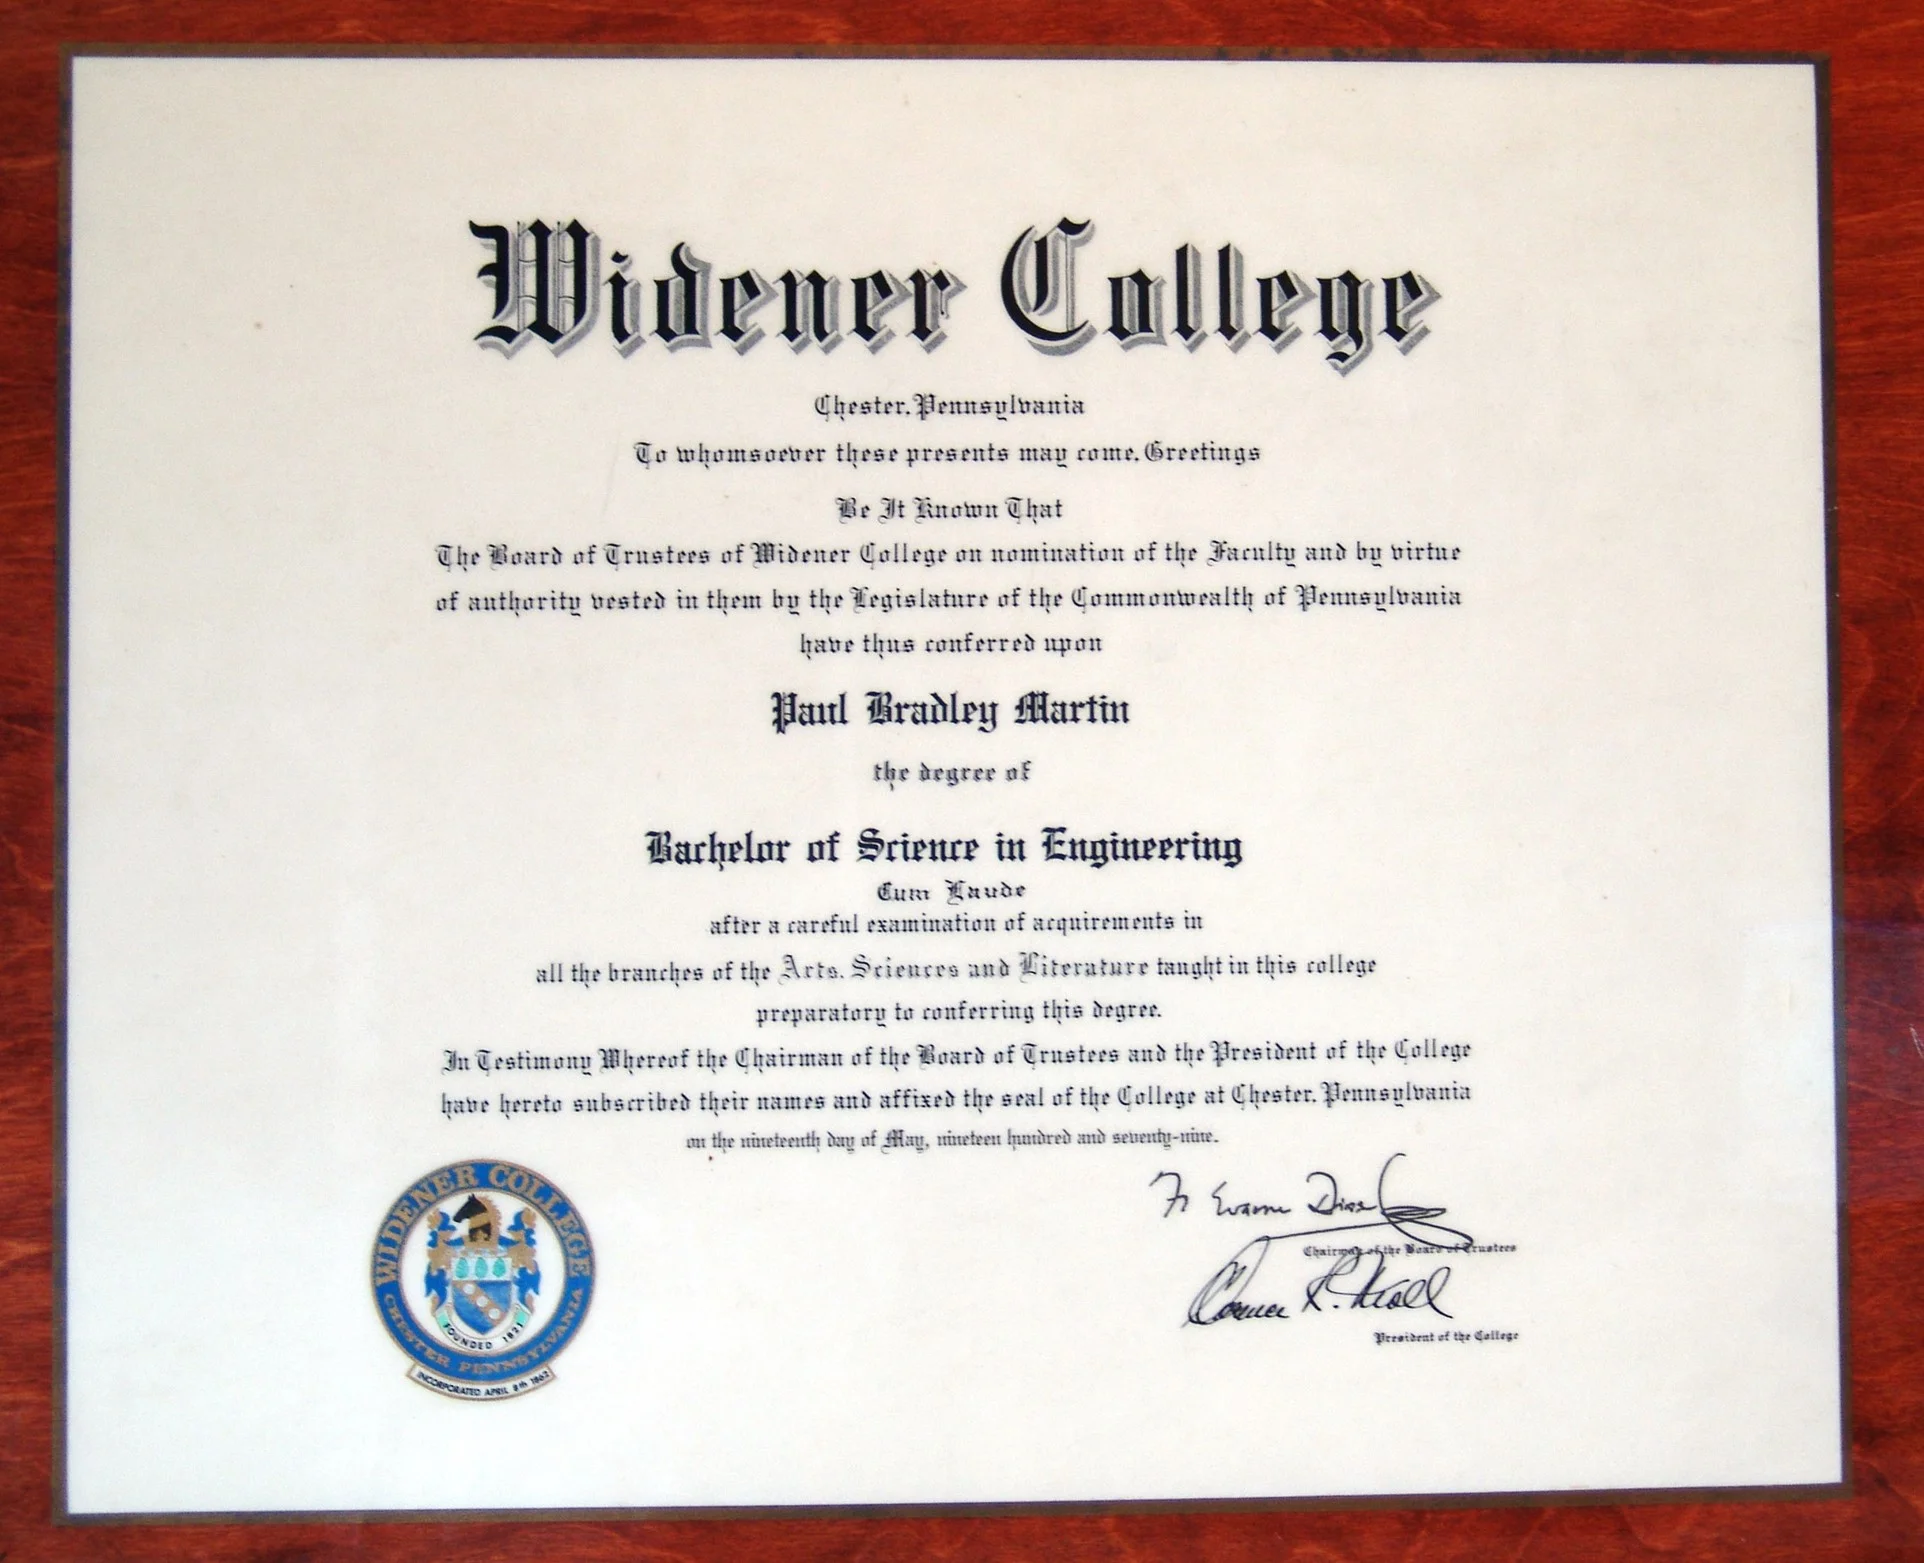 Widener College
Chester, Pennsylvania
To whomsoever these presents may come, Greetings
Be It Known That
The Board of Trustees of Widener College on nomination of the Faculty and by virtue
of authority vested in them by the Legislature of the Commonwealth of Pennsylvania
have thus conferred upon
Paul Bradley Martin
the degree of
Bachelor of Science in Engineering
Cum Laude
after a careful examination of acquirements in
all the branches of the Arts, Sciences and Literature taught in this college
preparatory to conferring this degree.
In Testimony Whereof the Chairman of the Board of Trustees and the President of the College
have hereto subscribed their names and affixed the seal of the College at Chester, Pennsylvania
on the nineteenth day of May, nineteen hundred and seventy-nine.
WIDENER COLLEGE
FOUNDED 1821
CHESTER PENNSYLVANIA
INCORPORATED APRIL 8th 1862
Chairman of the Board of Trustees
President of the College